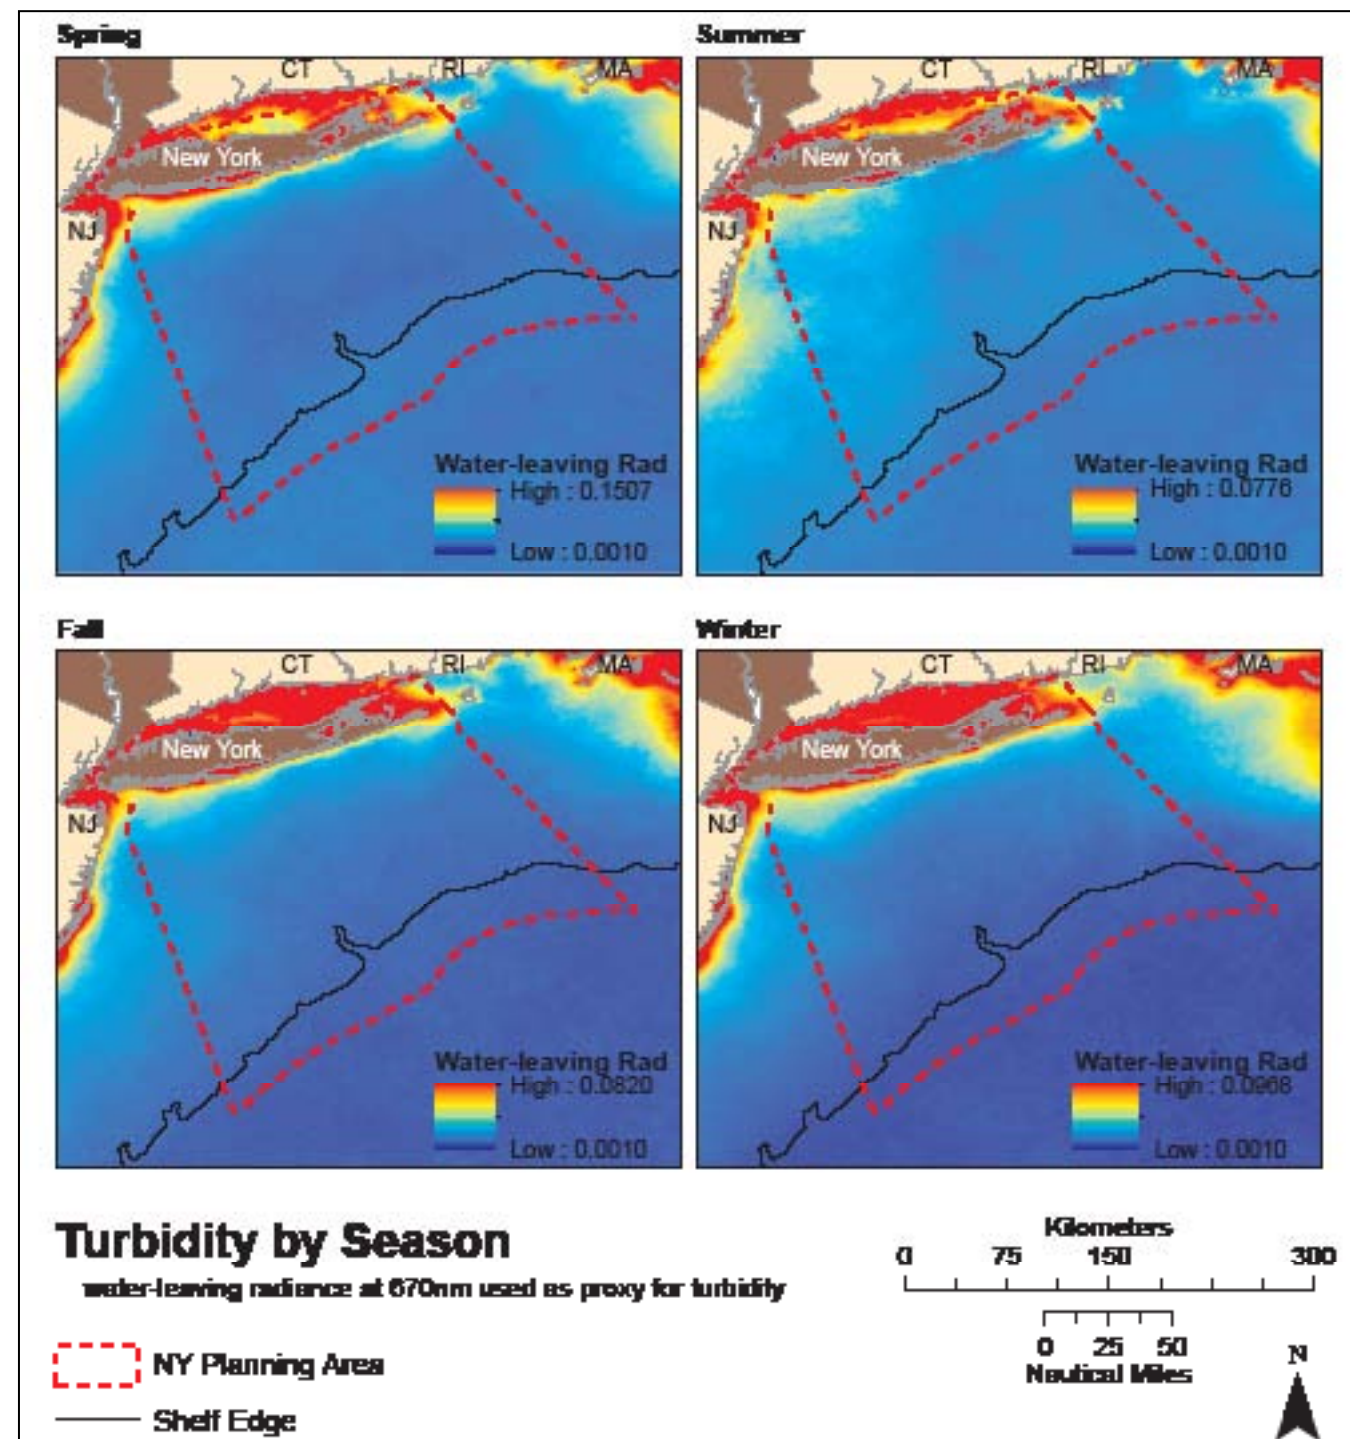 Spring
CT
RI
MA
New York
NJ
Water-leaving Rad
High : 0.1507
Low : 0.0010
Summer
CT
RI
MA
New York
NJ
Water-leaving Rad
High : 0.0776
Low : 0.0010
Fall
CT
RI
MA
New York
NJ
Water-leaving Rad
High : 0.0820
Low : 0.0010
Winter
CT
RI
MA
New York
NJ
Water-leaving Rad
High : 0.0968
Low : 0.0010
Turbidity by Season
water-leaving radiance at 670nm used as proxy for turbidity
NY Planning Area
Shelf Edge
Kilometers
0 75 150 300
0 25 50
Nautical Miles
N